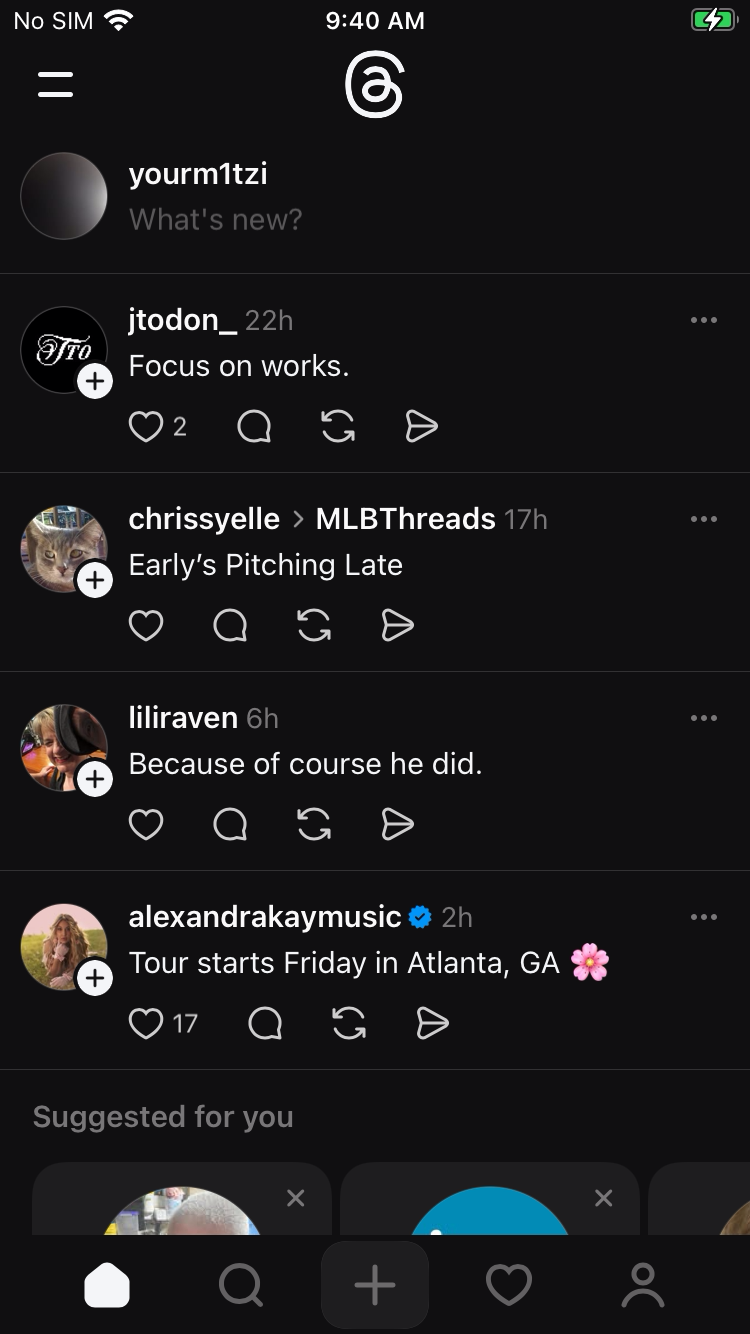 No SIM 9:40 AM
yourm1tzi
What's new?
jtodon_ 22h
JTO
Focus on works.
2
chrissyelle > MLBThreads 17h
Early’s Pitching Late
liliraven 6h
Because of course he did.
alexandrakaymusic 2h
Tour starts Friday in Atlanta, GA 🌸
17
Suggested for you